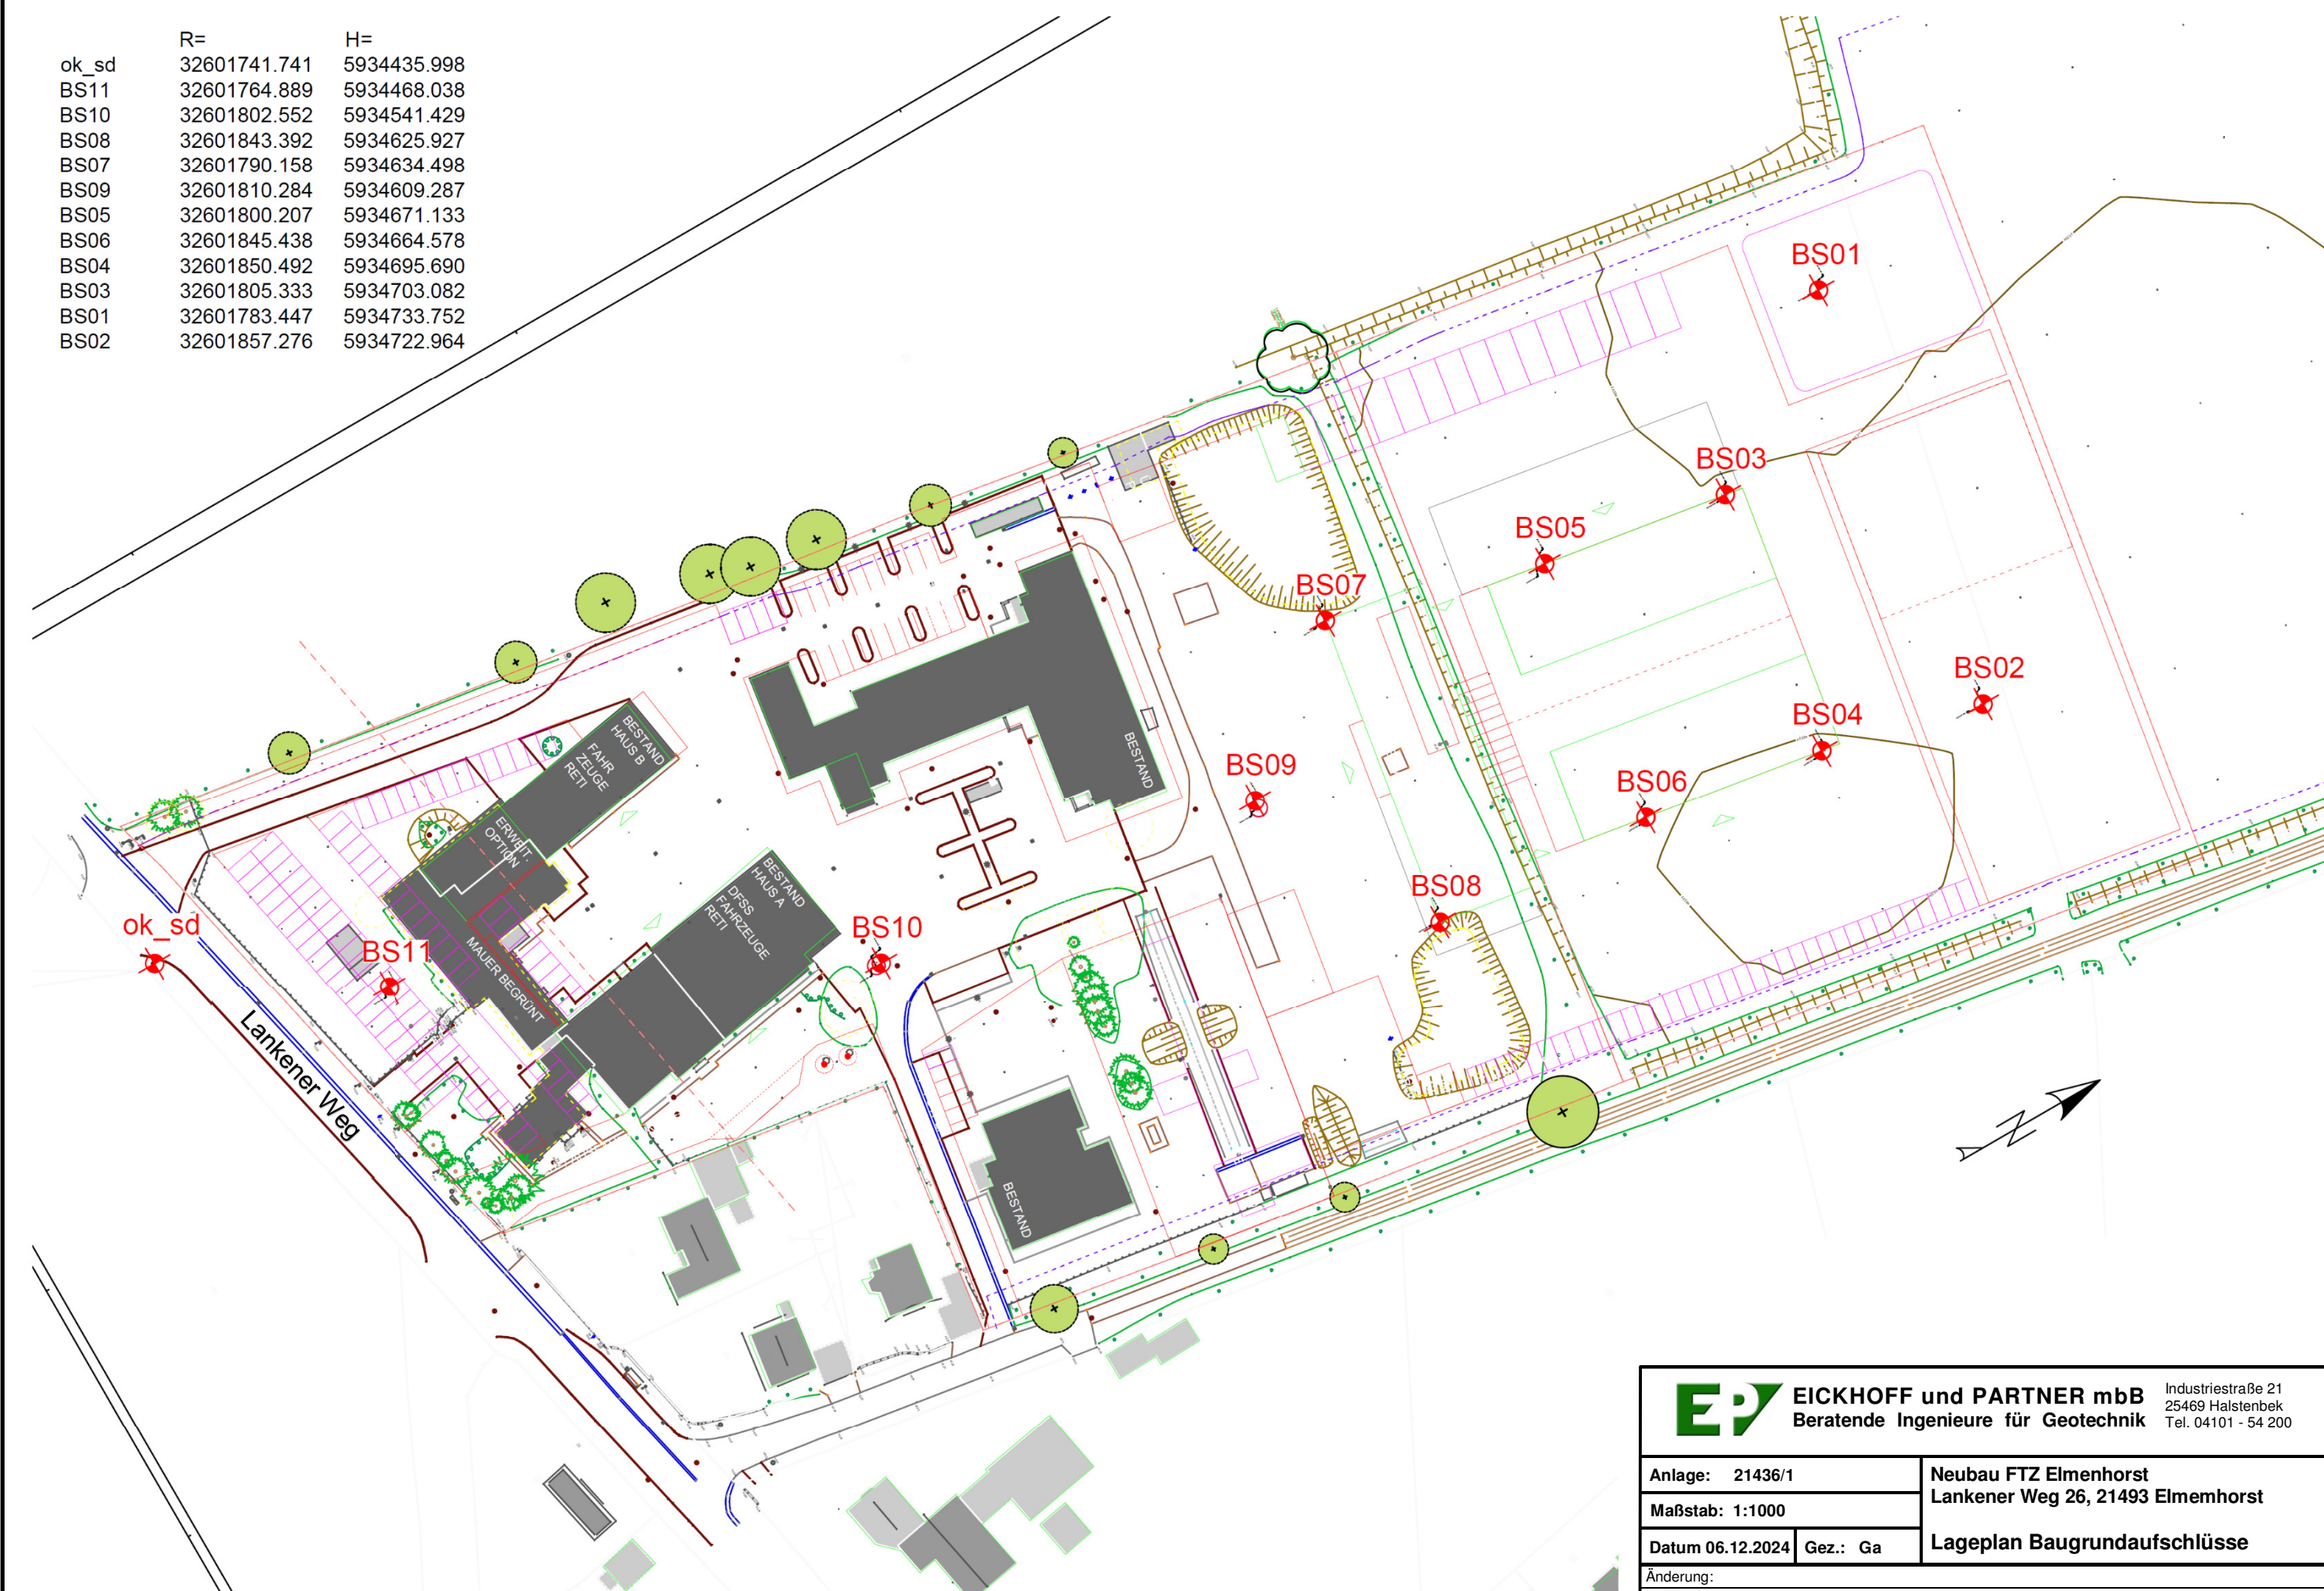 R= H=
ok_sd 32601741.741 5934435.998
BS11 32601764.889 5934468.038
BS10 32601802.552 5934541.429
BS08 32601843.392 5934625.927
BS07 32601790.158 5934634.498
BS09 32601810.284 5934609.287
BS05 32601800.207 5934671.133
BS06 32601845.438 5934664.578
BS04 32601850.492 5934695.690
BS03 32601805.333 5934703.082
BS01 32601783.447 5934733.752
BS02 32601857.276 5934722.964
BS01
BS03
BS05
BS07
BS02
BS04
BS09
BS06
BS08
BS10
ok_sd
BS11
BESTAND
HAUS B
FAHR
ZEUGE
RETI
ERWEIT.
OPTION
BESTAND
BESTAND
HAUS A
DFSS
FAHRZEUGE
RETI
MAUER BEGRÜNT
Lankener Weg
BESTAND
N
EP
EICKHOFF und PARTNER mbB
Beratende Ingenieure für Geotechnik
Industriestraße 21
25469 Halstenbek
Tel. 04101 - 54 200
Anlage: 21436/1
Maßstab: 1:1000
Datum 06.12.2024 Gez.: Ga
Neubau FTZ Elmenhorst
Lankener Weg 26, 21493 Elmemhorst
Lageplan Baugrundaufschlüsse
Änderung: